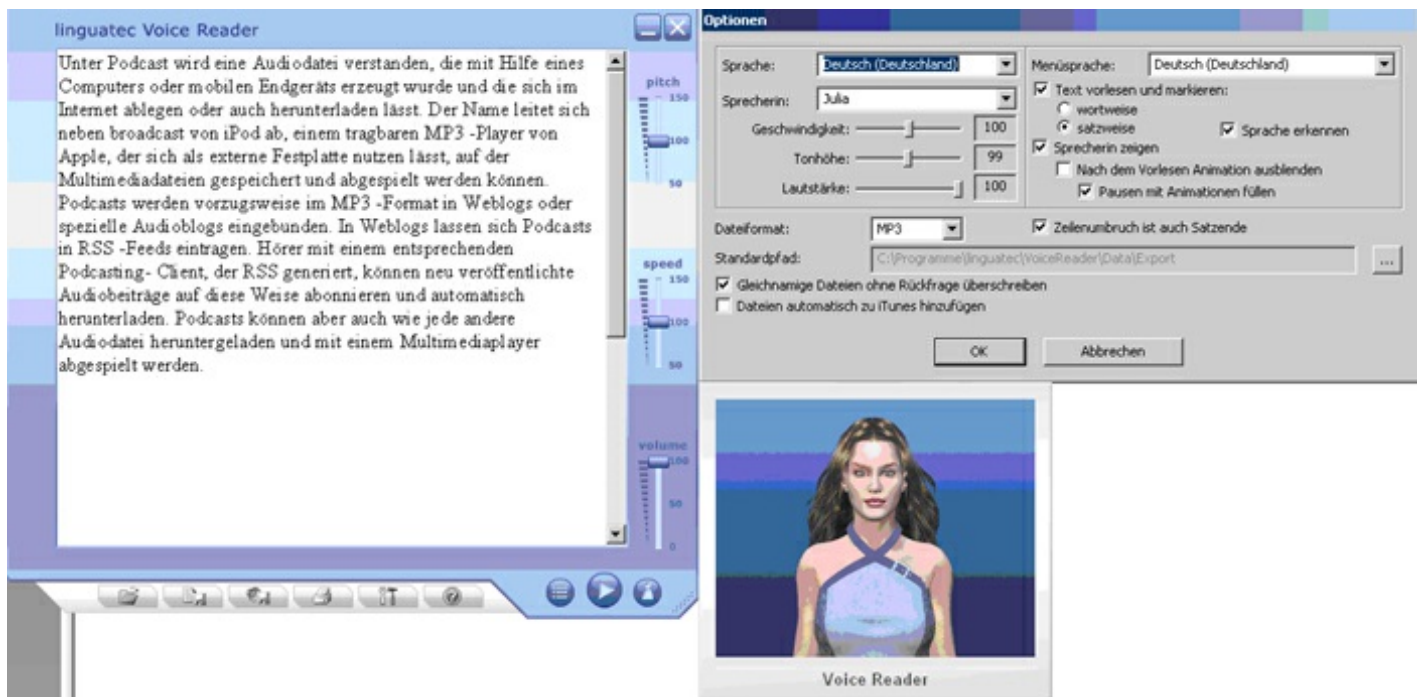 linguatec Voice Reader
Unter Podcast wird eine Audiodatei verstanden, die mit Hilfe eines
Computers oder mobilen Endgeräts erzeugt wurde und die sich im
Internet ablegen oder auch herunterladen lässt. Der Name leitet sich
neben broadcast von iPod ab, einem tragbaren MP3 -Player von
Apple, der sich als externe Festplatte nutzen lässt, auf der
Multimediadateien gespeichert und abgespielt werden können.
Podcasts werden vorzugsweise im MP3 -Format in Weblogs oder
spezielle Audioblogs eingebunden. In Weblogs lassen sich Podcasts
in RSS -Feeds eintragen. Hörer mit einem entsprechenden
Podcasting- Client, der RSS generiert, können neu veröffentlichte
Audiobeiträge auf diese Weise abonnieren und automatisch
herunterladen. Podcasts können aber auch wie jede andere
Audiodatei heruntergeladen und mit einem Multimediaplayer
abgespielt werden.
pitch
150
100
50
speed
150
100
50
volume
100
50
0
Optionen
Sprache: Deutsch (Deutschland)
Sprecherin: Julia
Geschwindigkeit: 100
Tonhöhe: 99
Lautstärke: 100
Menüsprache: Deutsch (Deutschland)
Text vorlesen und markieren:
wortweise
satzweise Sprache erkennen
Sprecherin zeigen
Nach dem Vorlesen Animation ausblenden
Pausen mit Animationen füllen
Dateiformat: MP3 Zeilenumbruch ist auch Satzende
Standardpfad: C:\Programme\linguatec\VoiceReader\Data\Export ...
Gleichnamige Dateien ohne Rückfrage überschreiben
Dateien automatisch zu iTunes hinzufügen
OK Abbrechen
Voice Reader